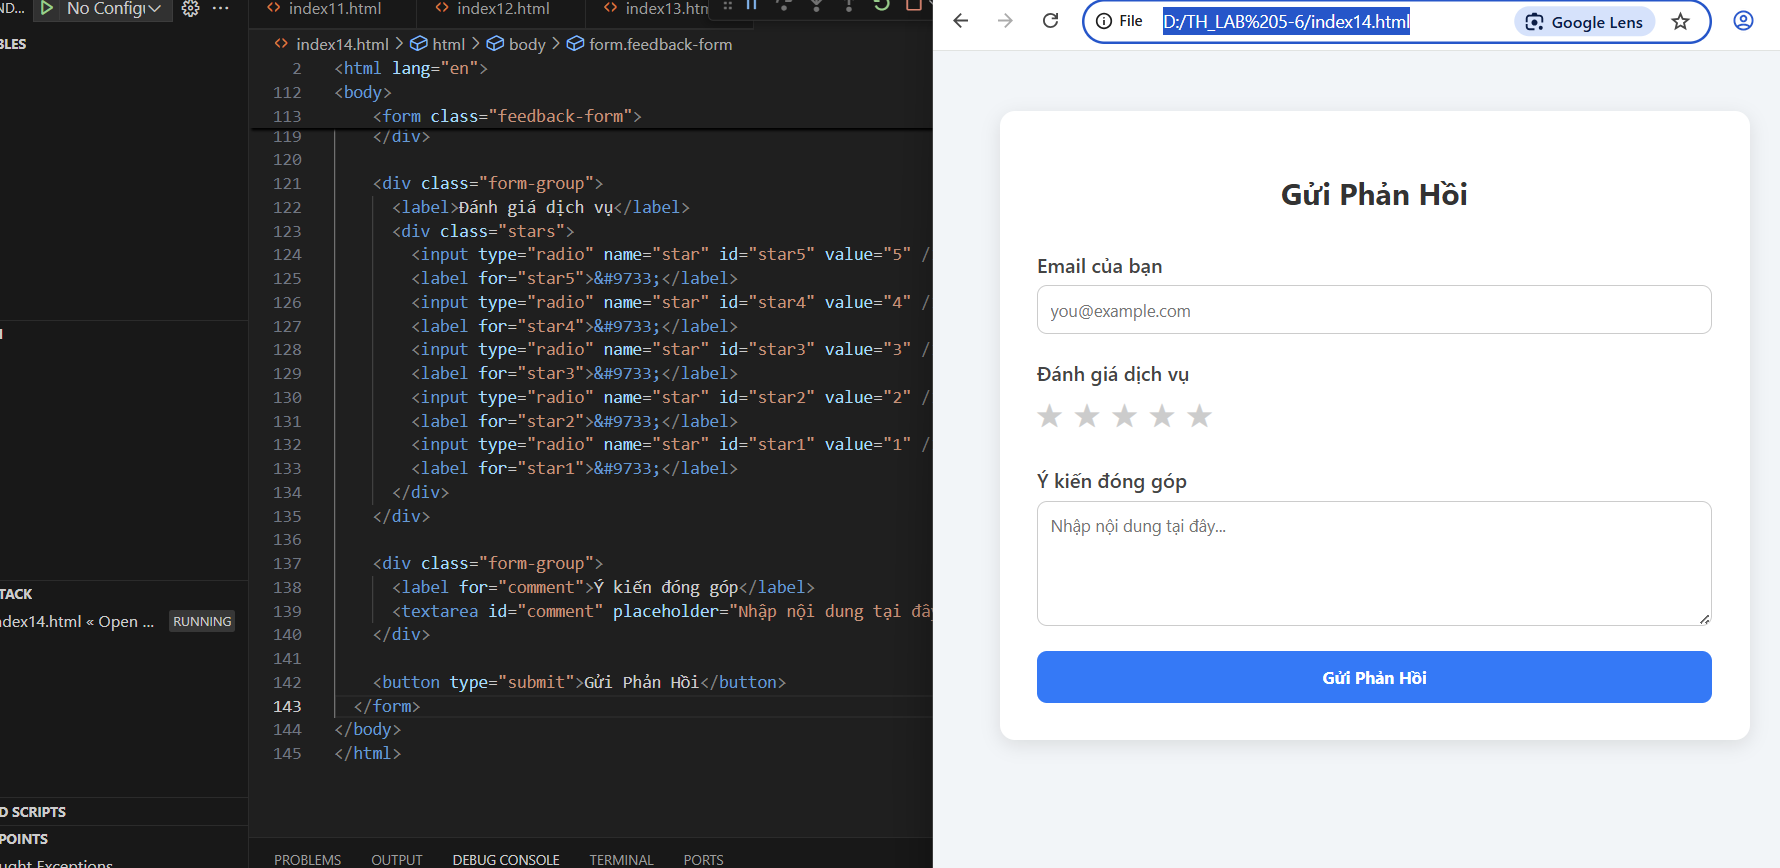 No Config
BLES
TACK
index14.html « Open ...
RUNNING
D SCRIPTS
POINTS
ught Exceptions
index11.html
index12.html
index13.htm
index14.html > html > body > form.feedback-form
2 <html lang="en">
112 <body>
113 <form class="feedback-form">
119 </div>
120
121 <div class="form-group">
122 <label>Đánh giá dịch vụ</label>
123 <div class="stars">
124 <input type="radio" name="star" id="star5" value="5" /
125 <label for="star5">&#9733;</label>
126 <input type="radio" name="star" id="star4" value="4" /
127 <label for="star4">&#9733;</label>
128 <input type="radio" name="star" id="star3" value="3" /
129 <label for="star3">&#9733;</label>
130 <input type="radio" name="star" id="star2" value="2" /
131 <label for="star2">&#9733;</label>
132 <input type="radio" name="star" id="star1" value="1" /
133 <label for="star1">&#9733;</label>
134 </div>
135 </div>
136
137 <div class="form-group">
138 <label for="comment">Ý kiến đóng góp</label>
139 <textarea id="comment" placeholder="Nhập nội dung tại đây
140 </div>
141
142 <button type="submit">Gửi Phản Hồi</button>
143 </form>
144 </body>
145 </html>
PROBLEMS OUTPUT DEBUG CONSOLE TERMINAL PORTS
File D:/TH_LAB%205-6/index14.html Google Lens
Gửi Phản Hồi
Email của bạn
you@example.com
Đánh giá dịch vụ
★ ★ ★ ★ ★
Ý kiến đóng góp
Nhập nội dung tại đây...
Gửi Phản Hồi